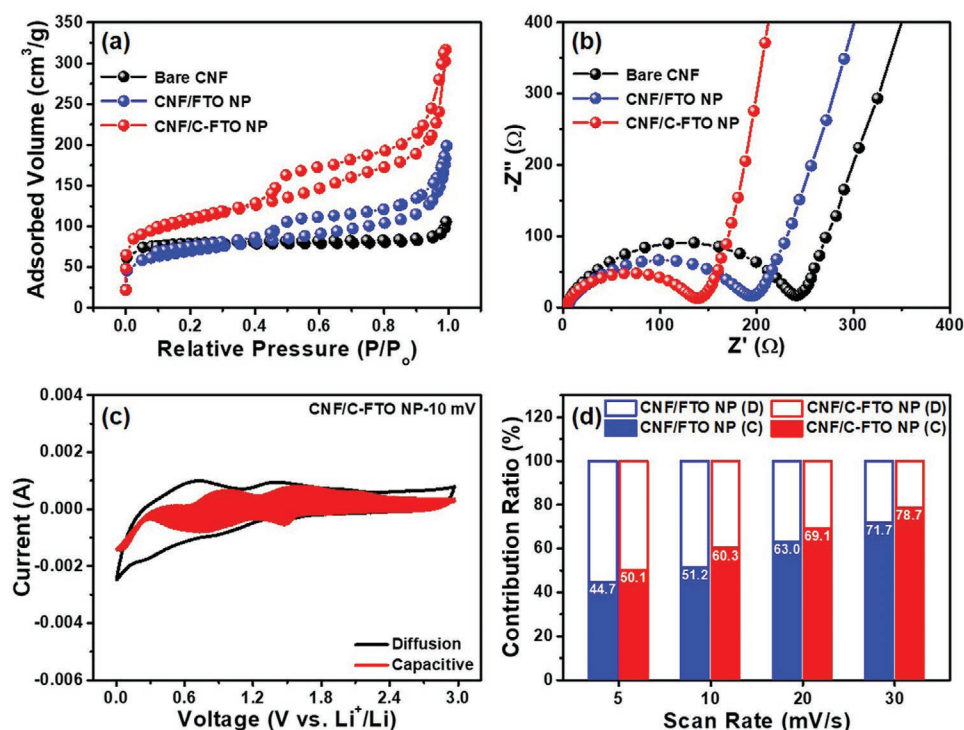 (a)
Bare CNF
CNF/FTO NP
CNF/C-FTO NP
350
300
250
200
150
100
50
0
Adsorbed Volume (cm³/g)
0.0 0.2 0.4 0.6 0.8 1.0
Relative Pressure (P/Pₒ)
(b)
Bare CNF
CNF/FTO NP
CNF/C-FTO NP
400
300
200
100
0
-Z" (Ω)
0 100 200 300 400
Z' (Ω)
(c)
CNF/C-FTO NP-10 mV
0.004
0.002
0.000
-0.002
-0.004
-0.006
Current (A)
Diffusion
Capacitive
0.0 0.6 1.2 1.8 2.4 3.0
Voltage (V vs. Li⁺/Li)
(d)
CNF/FTO NP (D) CNF/C-FTO NP (D)
CNF/FTO NP (C) CNF/C-FTO NP (C)
120
100
80
60
40
20
0
Contribution Ratio (%)
44.7 50.1 51.2 60.3 63.0 69.1 71.7 78.7
5 10 20 30
Scan Rate (mV/s)